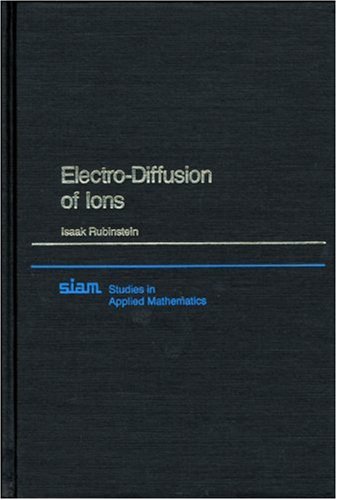 Electro-Diffusion
of Ions
Isaak Rubinstein
siam Studies in
Applied Mathematics